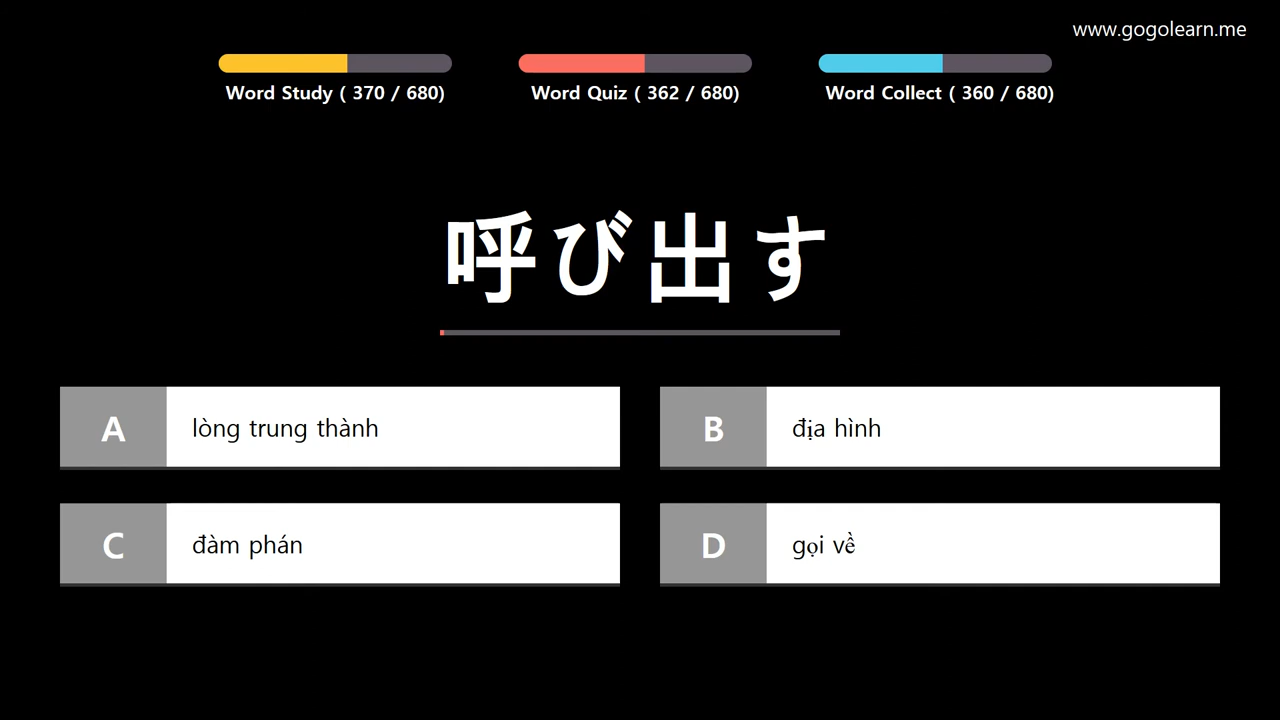 www.gogolearn.me
Word Study ( 370 / 680)
Word Quiz ( 362 / 680)
Word Collect ( 360 / 680)
呼び出す
A lòng trung thành
B địa hình
C đàm phán
D gọi về